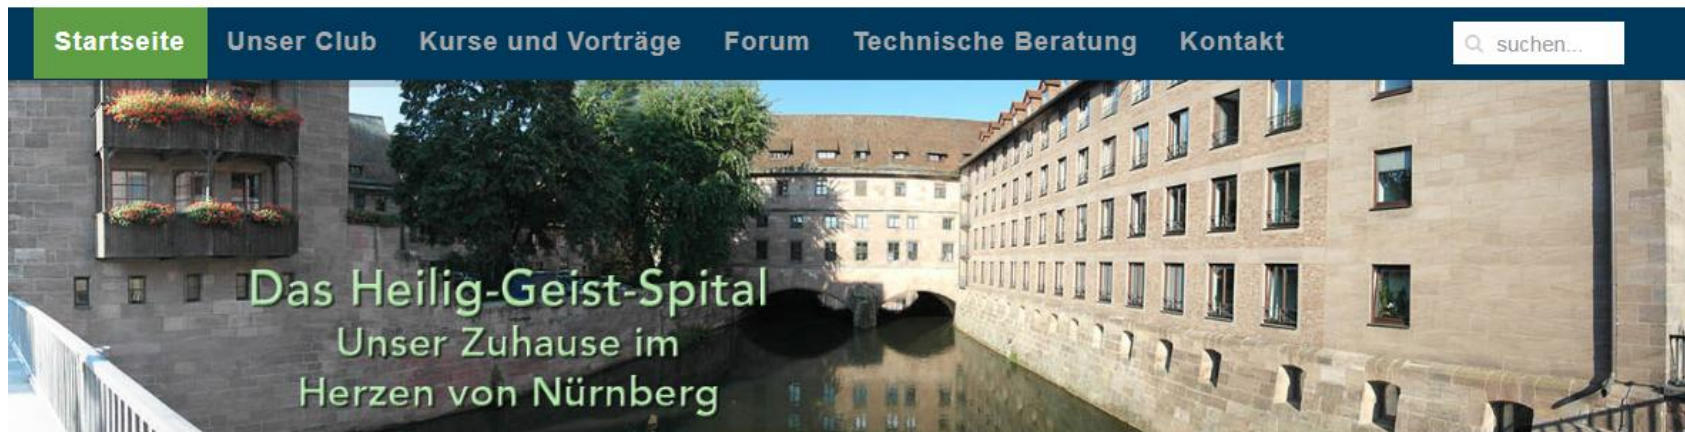 Startseite Unser Club Kurse und Vorträge Forum Technische Beratung Kontakt suchen...
Das Heilig-Geist-Spital
Unser Zuhause im
Herzen von Nürnberg